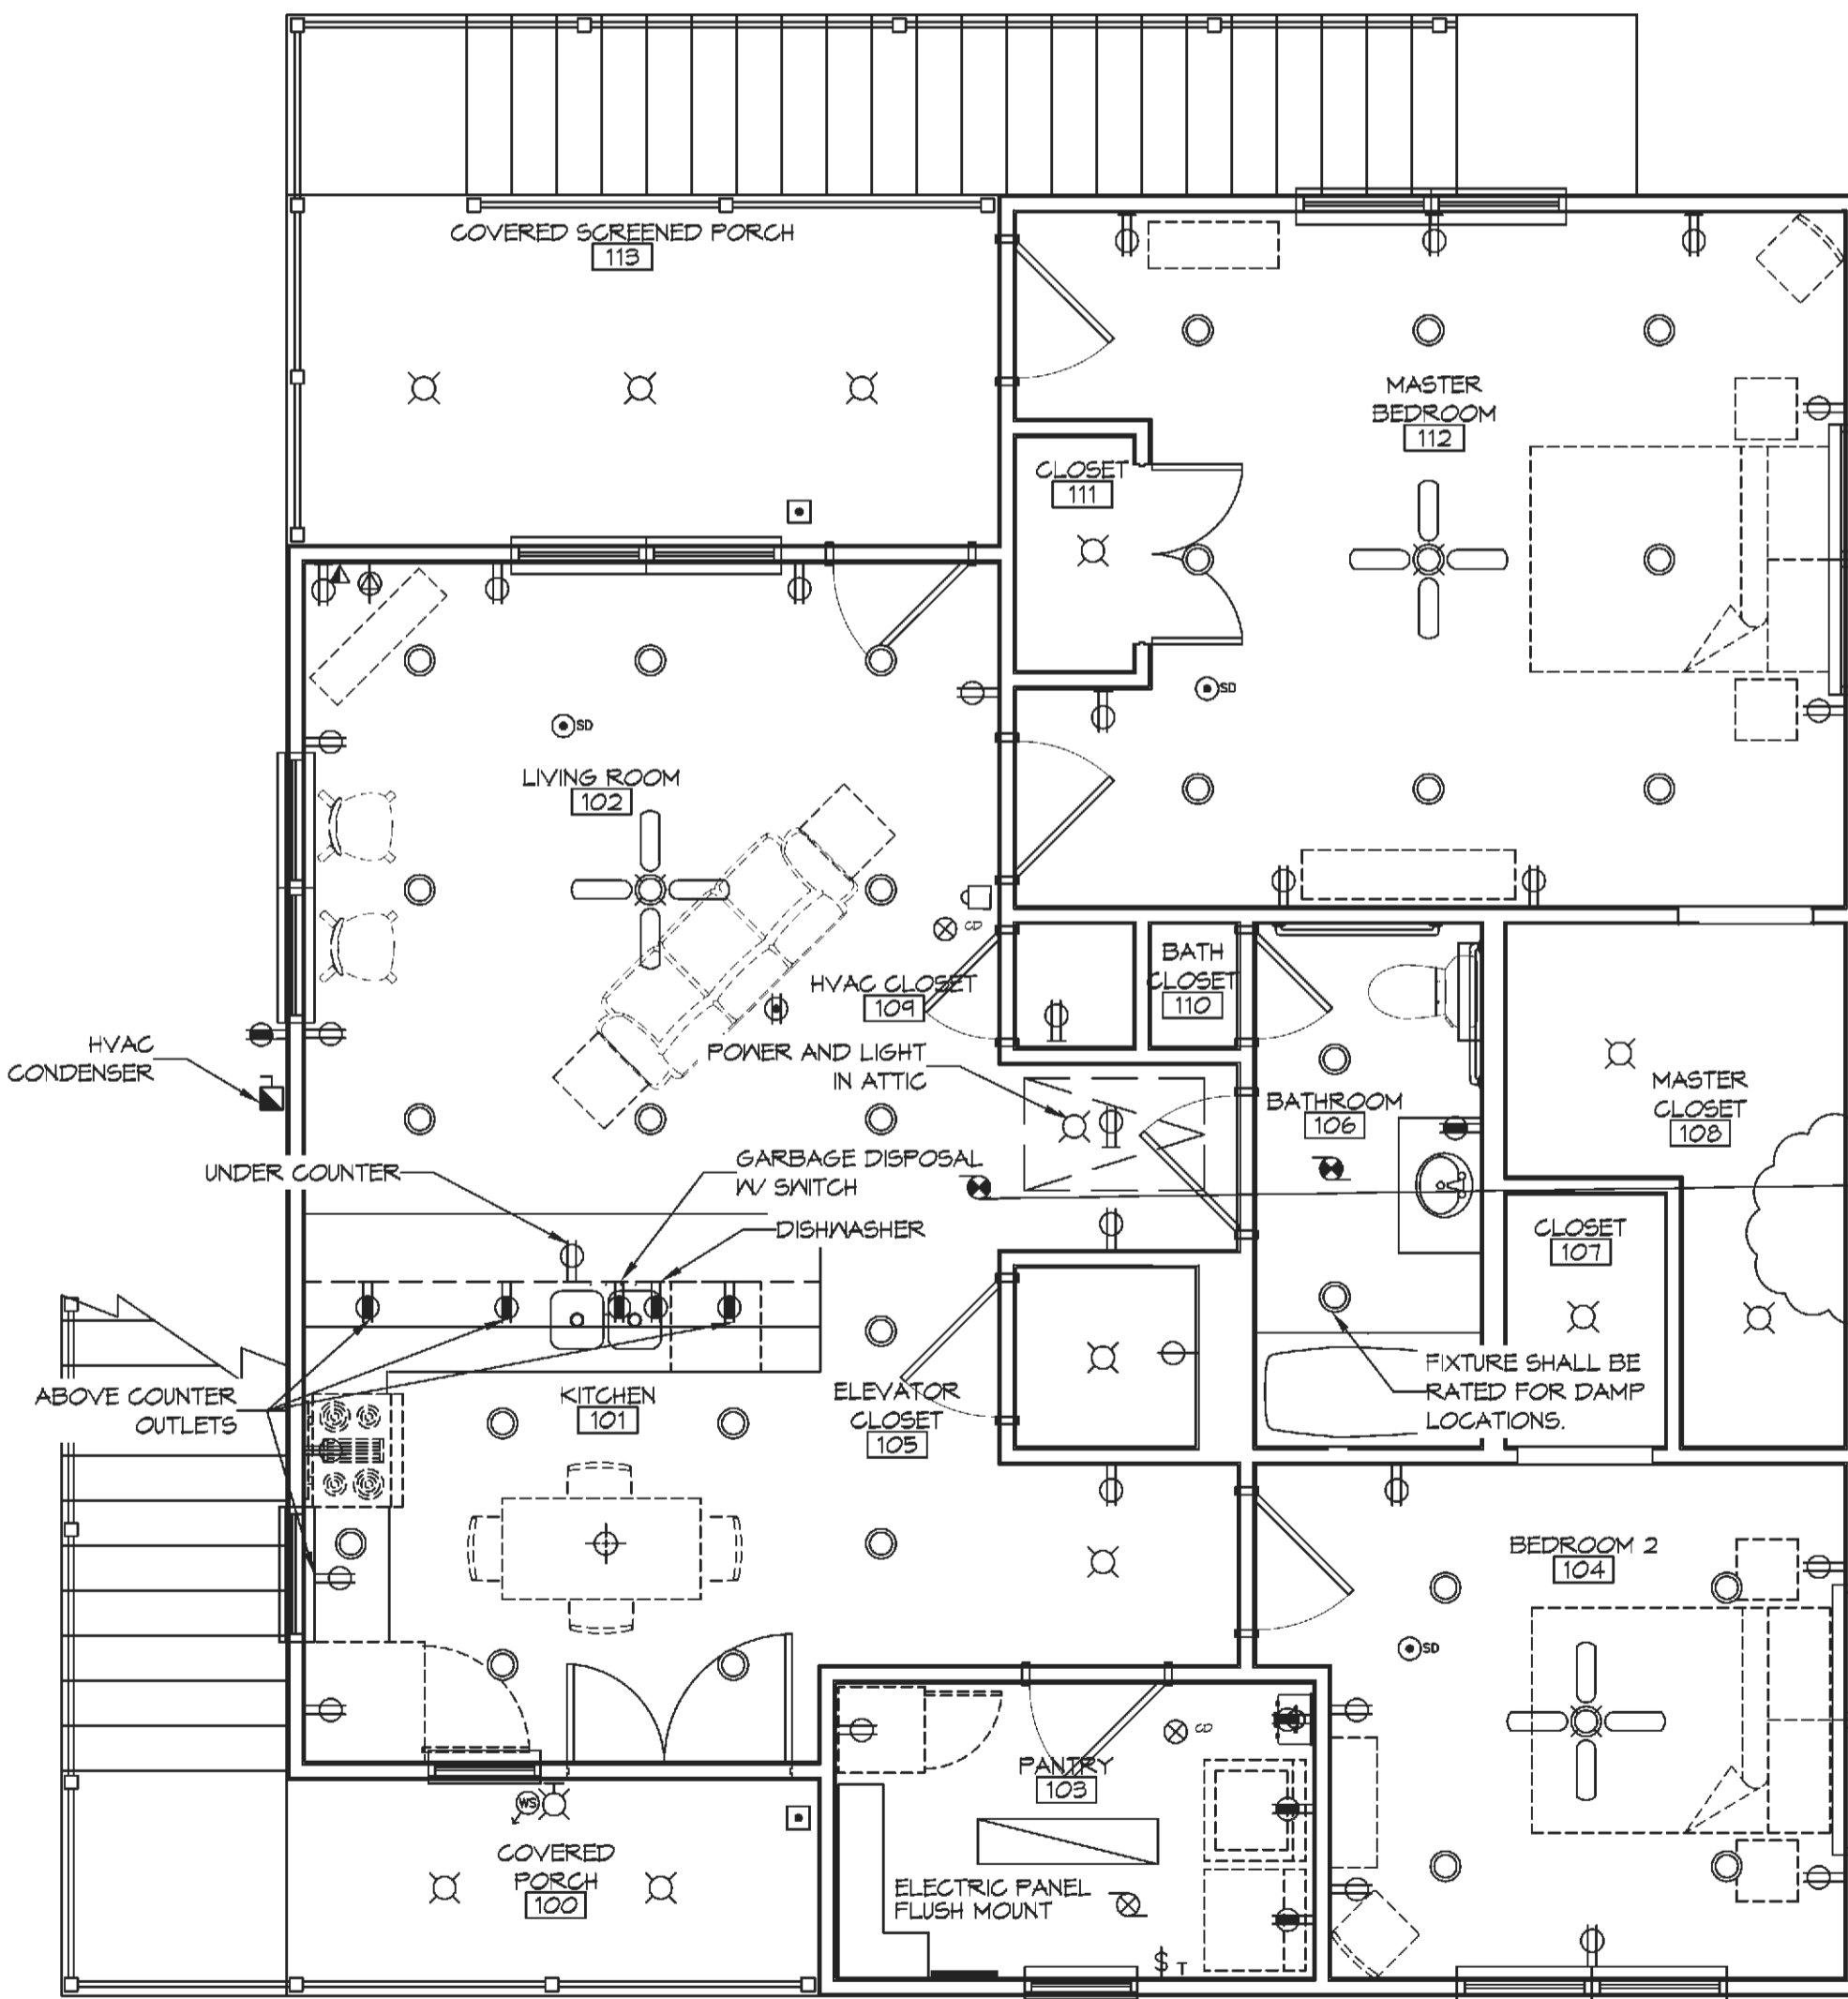 COVERED SCREENED PORCH
113
MASTER
BEDROOM
112
CLOSET
111
SD
SD
LIVING ROOM
102
CD
HVAC CLOSET
109
BATH
CLOSET
110
HVAC
CONDENSER
POWER AND LIGHT
IN ATTIC
BATHROOM
106
MASTER
CLOSET
108
UNDER COUNTER
GARBAGE DISPOSAL
W/ SWITCH
DISHWASHER
CLOSET
107
ABOVE COUNTER
OUTLETS
KITCHEN
101
ELEVATOR
CLOSET
105
FIXTURE SHALL BE
RATED FOR DAMP
LOCATIONS.
BEDROOM 2
104
SD
CD
PANTRY
103
WS
COVERED
PORCH
100
ELECTRIC PANEL
FLUSH MOUNT
$ T